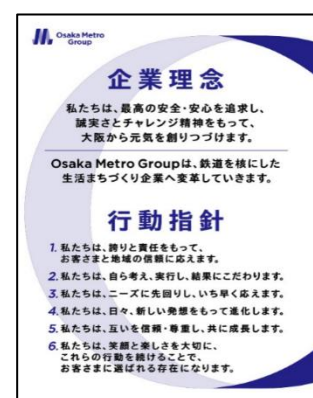 Osaka Metro
Group
企業理念
私たちは、最高の安全・安心を追求し、
誠実さとチャレンジ精神をもって、
大阪から元気を創りつづけます。
Osaka Metro Groupは、鉄道を核にした
生活まちづくり企業へ変革していきます。
行動指針
1. 私たちは、誇りと責任をもって、
お客さまと地域の信頼に応えます。
2. 私たちは、自ら考え、実行し、結果にこだわります。
3. 私たちは、ニーズに先回りし、いち早く応えます。
4. 私たちは、日々、新しい発想をもって進化します。
5. 私たちは、互いを信頼・尊重し、共に成長します。
6. 私たちは、笑顔と楽しさを大切に、
これらの行動を続けることで、
お客さまに選ばれる存在になります。